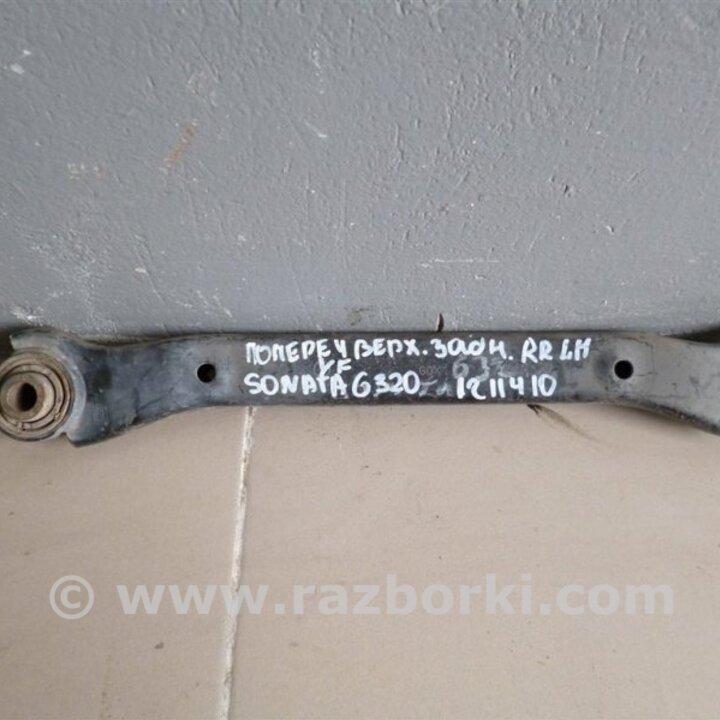 ПОПЕРЕЧ ВЕРХ. ЗАДН. RR LH
YF
SONATA G320 1211410
© www.razborki.com